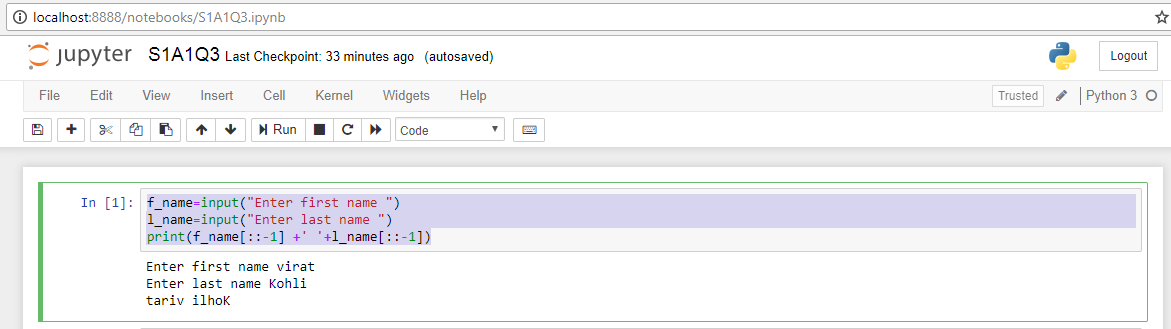 localhost:8888/notebooks/S1A1Q3.ipynb
jupyter S1A1Q3 Last Checkpoint: 33 minutes ago (autosaved)
Logout
File Edit View Insert Cell Kernel Widgets Help
Trusted Python 3
Run Code
In [1]: f_name=input("Enter first name ")
l_name=input("Enter last name ")
print(f_name[::-1] +' '+l_name[::-1])
Enter first name virat
Enter last name Kohli
tariv ilhoK